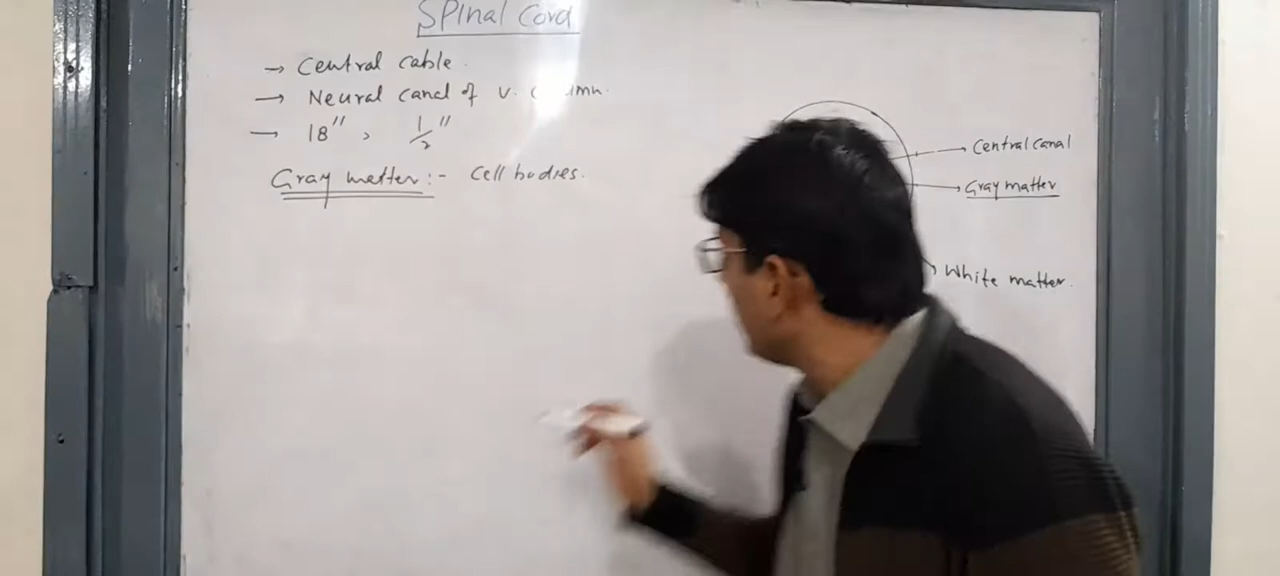 Spinal Cord
→ Central cable.
→ Neural canal of v.
→ 18", 1/2"
Gray matter:- Cell bodies.
→ Central canal
→ Gray matter
→ White matter.